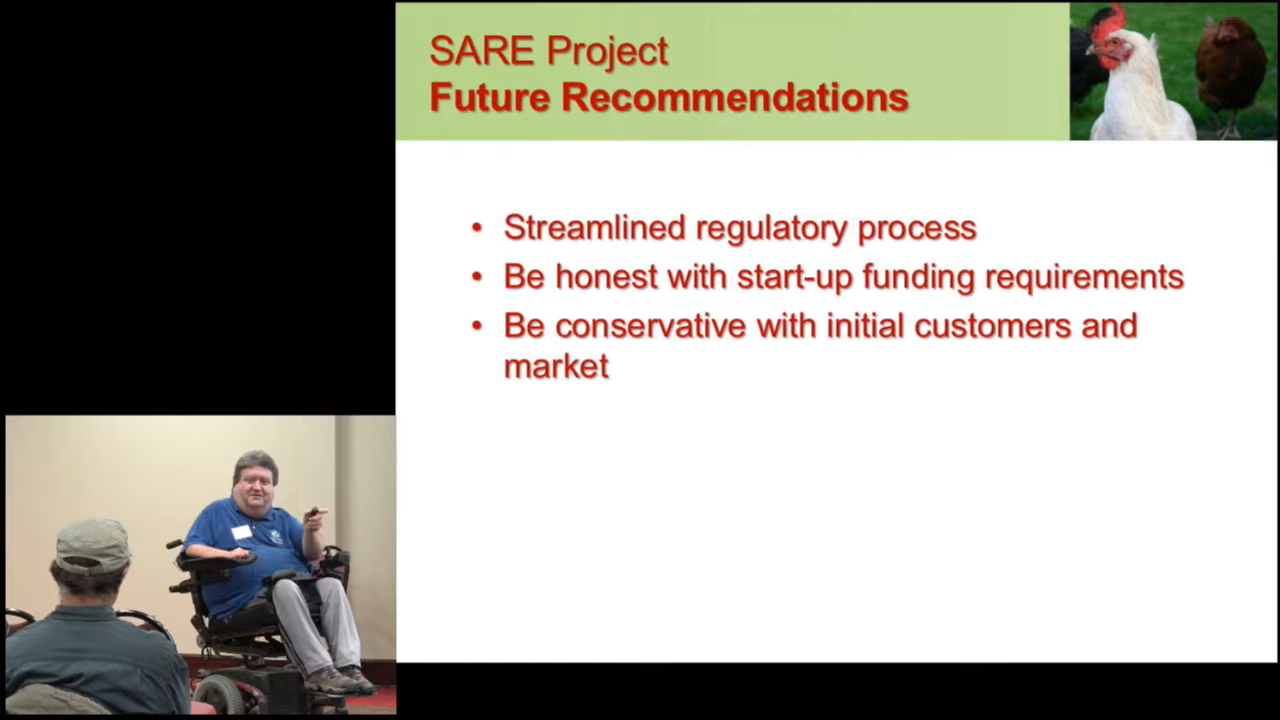 SARE Project
Future Recommendations
• Streamlined regulatory process
• Be honest with start-up funding requirements
• Be conservative with initial customers and
market